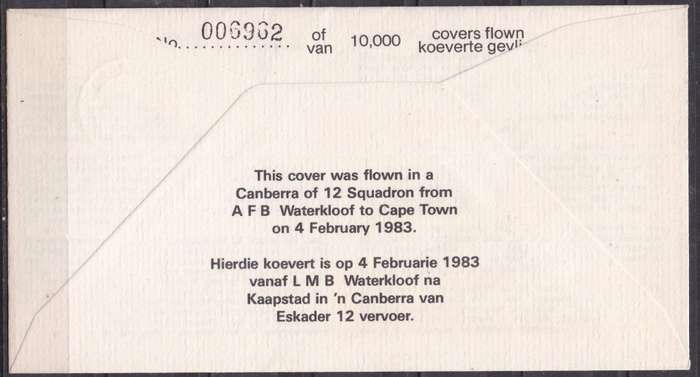 No. 006962 of 10,000 covers flown
van koeverte gevli
This cover was flown in a
Canberra of 12 Squadron from
A F B Waterkloof to Cape Town
on 4 February 1983.
Hierdie koevert is op 4 Februarie 1983
vanaf L M B Waterkloof na
Kaapstad in 'n Canberra van
Eskader 12 vervoer.